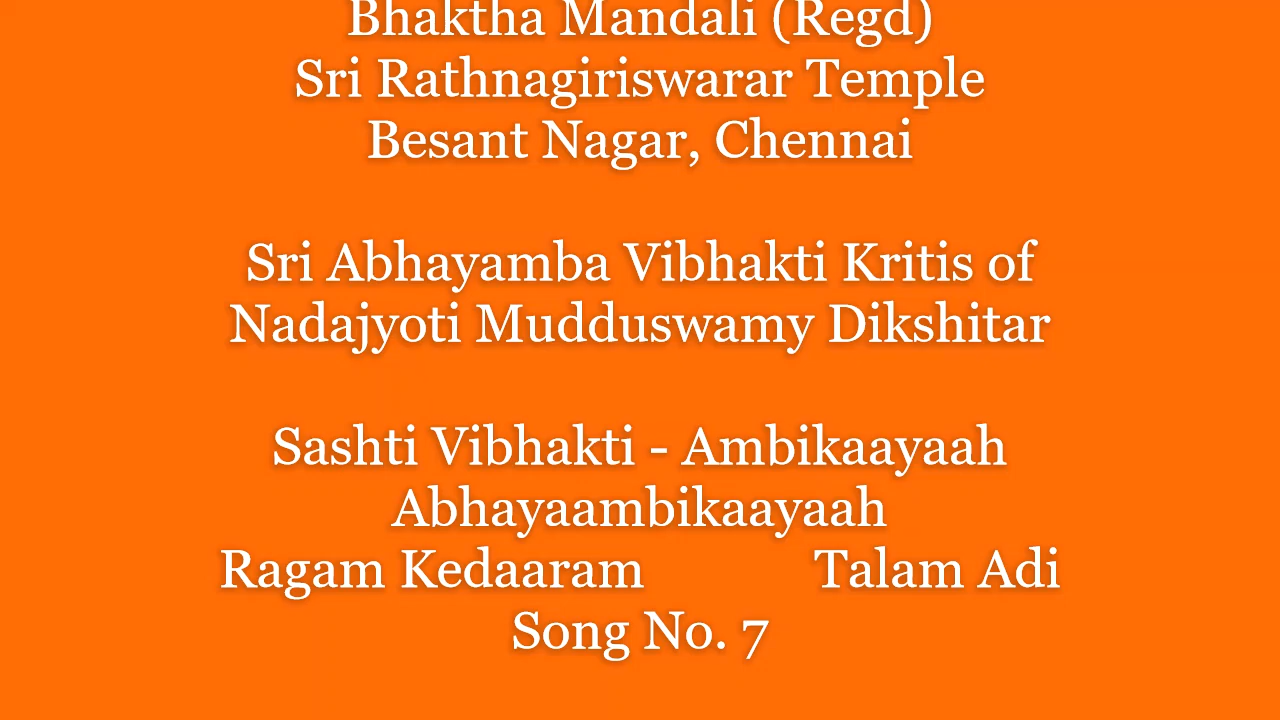 Bhaktha Mandali (Regd)
Sri Rathnagiriswarar Temple
Besant Nagar, Chennai
Sri Abhayamba Vibhakti Kritis of
Nadajyoti Mudduswamy Dikshitar
Sashti Vibhakti - Ambikaayaah
Abhayaambikaayaah
Ragam Kedaaram Talam Adi
Song No. 7